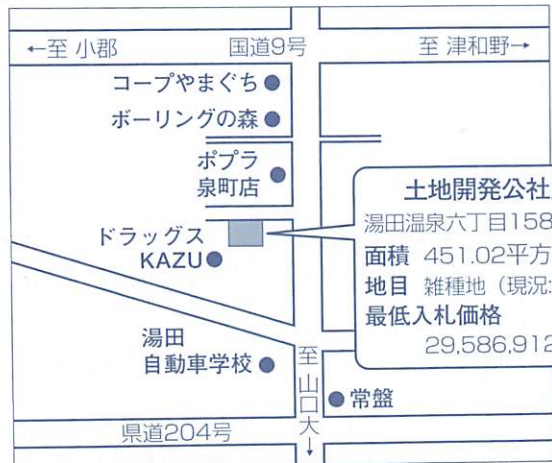 ←至 小郡
国道9号
至 津和野→
コープやまぐち
ボーリングの森
ポプラ
泉町店
土地開発公社
湯田温泉六丁目158
面積 451.02平方
地目 雑種地（現況:
最低入札価格
29,586,912
ドラッグス
KAZU
湯田
自動車学校
至 山口大→
常盤
県道204号